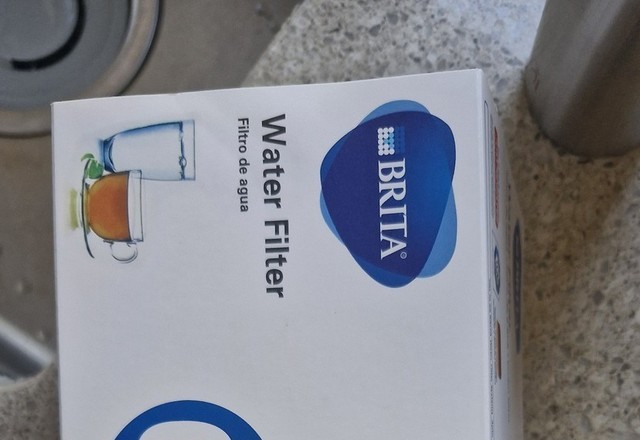 BRITA®
Water Filter
Filtro de agua